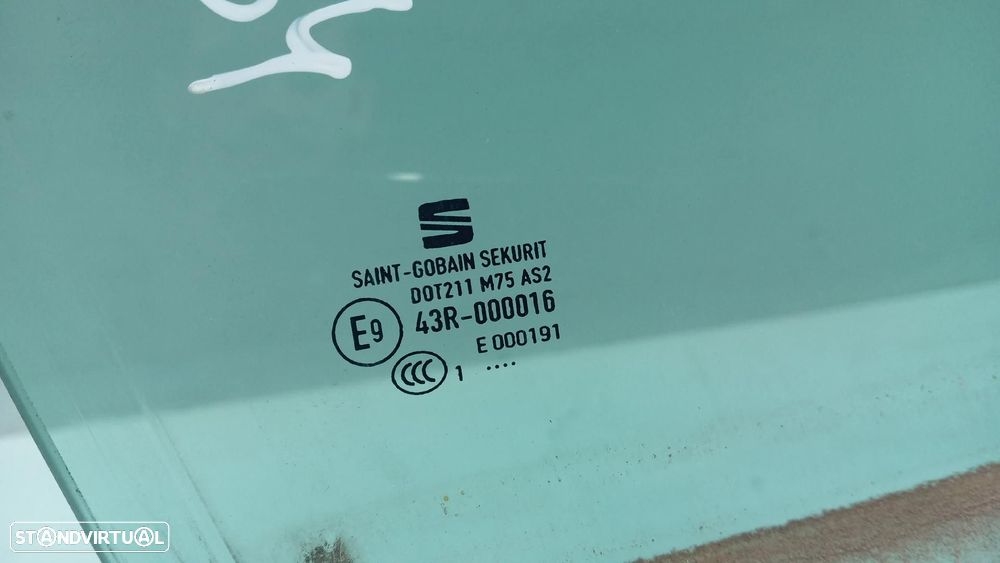 SAINT-GOBAIN SEKURIT
DOT211 M75 AS2
E9 43R-000016
E 000191
CCC 1 ....
STANDVIRTUAL